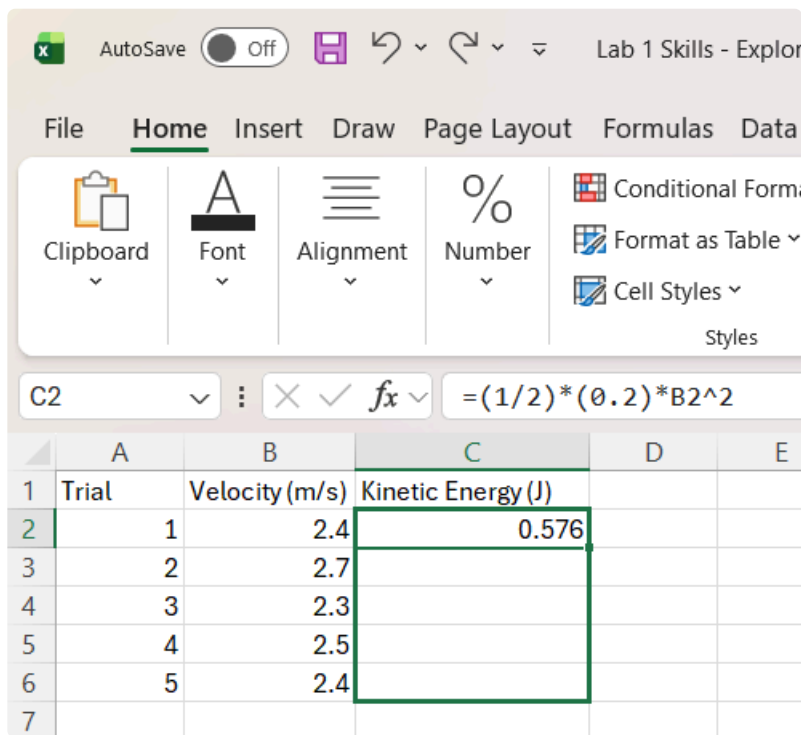 AutoSave Off Lab 1 Skills - Explor
File Home Insert Draw Page Layout Formulas Data
Clipboard Font Alignment Number
Conditional Forma
Format as Table
Cell Styles
Styles
C2 fx =(1/2)*(0.2)*B2^2
A B C D E
1 Trial Velocity (m/s) Kinetic Energy (J)
2 1 2.4 0.576
3 2 2.7
4 3 2.3
5 4 2.5
6 5 2.4
7